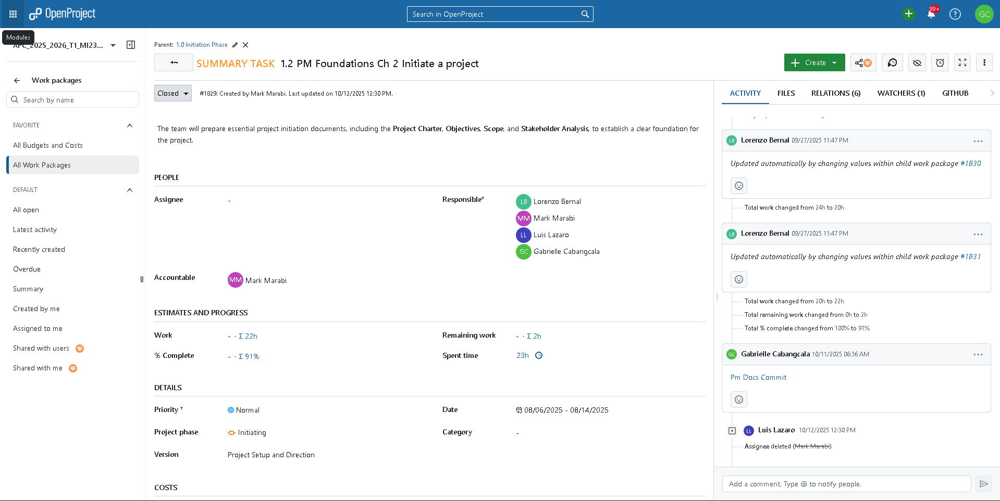 OpenProject
Search in OpenProject
99+
GC
Modules
APC_2025_2026_T1_MI23...
Work packages
Search by name
FAVORITE
All Budgets and Costs
All Work Packages
DEFAULT
All open
Latest activity
Recently created
Overdue
Summary
Created by me
Assigned to me
Shared with users
Shared with me
Parent: 1.0 Initiation Phase
SUMMARY TASK 1.2 PM Foundations Ch 2 Initiate a project
Create
Closed
#1829: Created by Mark Marabi. Last updated on 10/12/2025 12:30 PM.
The team will prepare essential project initiation documents, including the Project Charter, Objectives, Scope, and Stakeholder Analysis, to establish a clear foundation for
the project.
PEOPLE
Assignee -
Responsible*
LB Lorenzo Bernal
MM Mark Marabi
LL Luis Lazaro
GC Gabrielle Cabangcala
Accountable MM Mark Marabi
ESTIMATES AND PROGRESS
Work - · Σ 22h
Remaining work - · Σ 2h
% Complete - · Σ 91%
Spent time 23h
DETAILS
Priority * Normal
Date 08/06/2025 - 08/14/2025
Project phase Initiating
Category -
Version Project Setup and Direction
COSTS
ACTIVITY FILES RELATIONS (6) WATCHERS (1) GITHUB
LB Lorenzo Bernal 09/27/2025 11:47 PM
Updated automatically by changing values within child work package #1830
Total work changed from 24h to 20h
LB Lorenzo Bernal 09/27/2025 11:47 PM
Updated automatically by changing values within child work package #1831
Total work changed from 20h to 22h
Total remaining work changed from 0h to 2h
Total % complete changed from 100% to 91%
GC Gabrielle Cabangcala 10/11/2025 06:36 AM
Pm Docs Commit
LL Luis Lazaro 10/12/2025 12:30 PM
Assignee deleted (Mark Marabi)
Add a comment. Type @ to notify people.